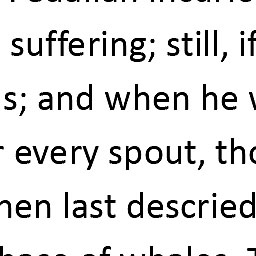 suffering; still, if
s; and when he
every spout, tho
hen last descried